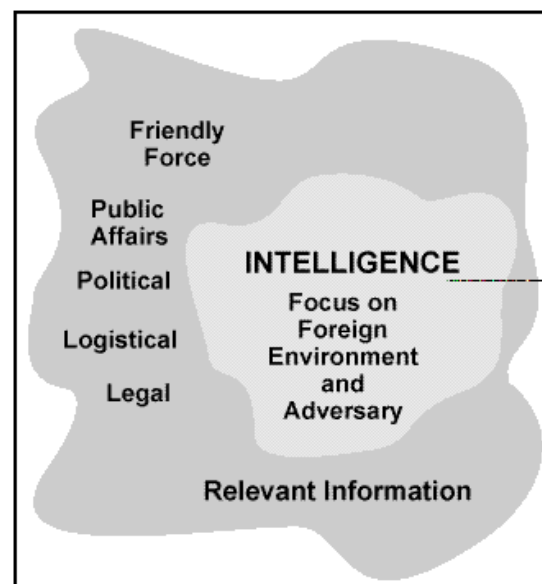 Friendly
Force
Public
Affairs
Political
Logistical
Legal
INTELLIGENCE
Focus on
Foreign
Environment
and
Adversary
Relevant Information